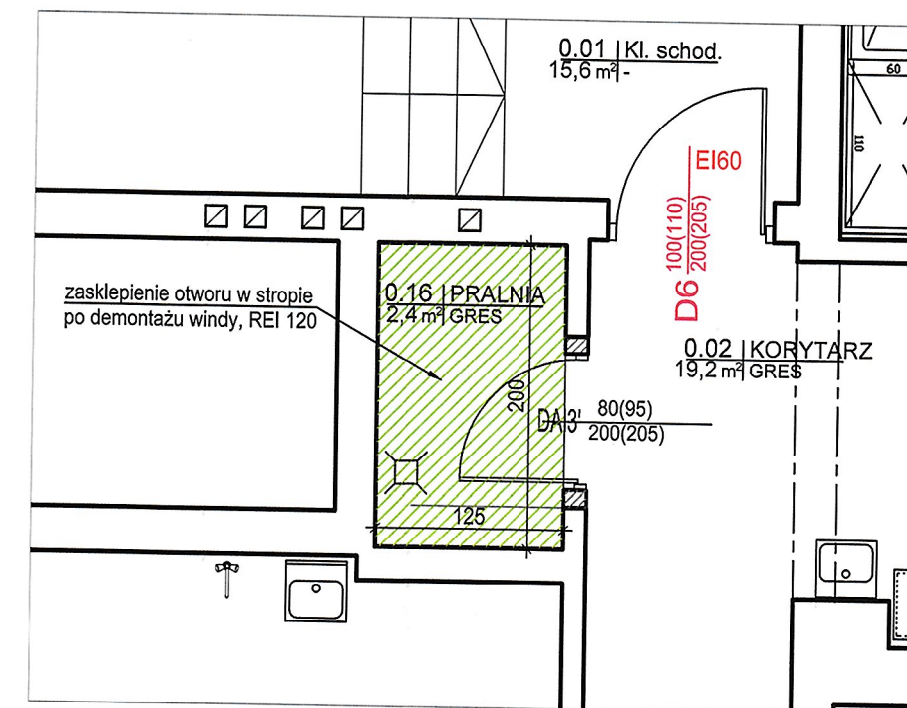 0.01 | Kl. schod.
15,6 m² -
60
110
EI60
D6 100(110)
200(205)
zasklepienie otworu w stropie
po demontażu windy, REI 120
0.16 | PRALNIA
2,4 m² GRES
0.02 | KORYTARZ
19,2 m² GRES
200
DA 3' 80(95)
200(205)
125